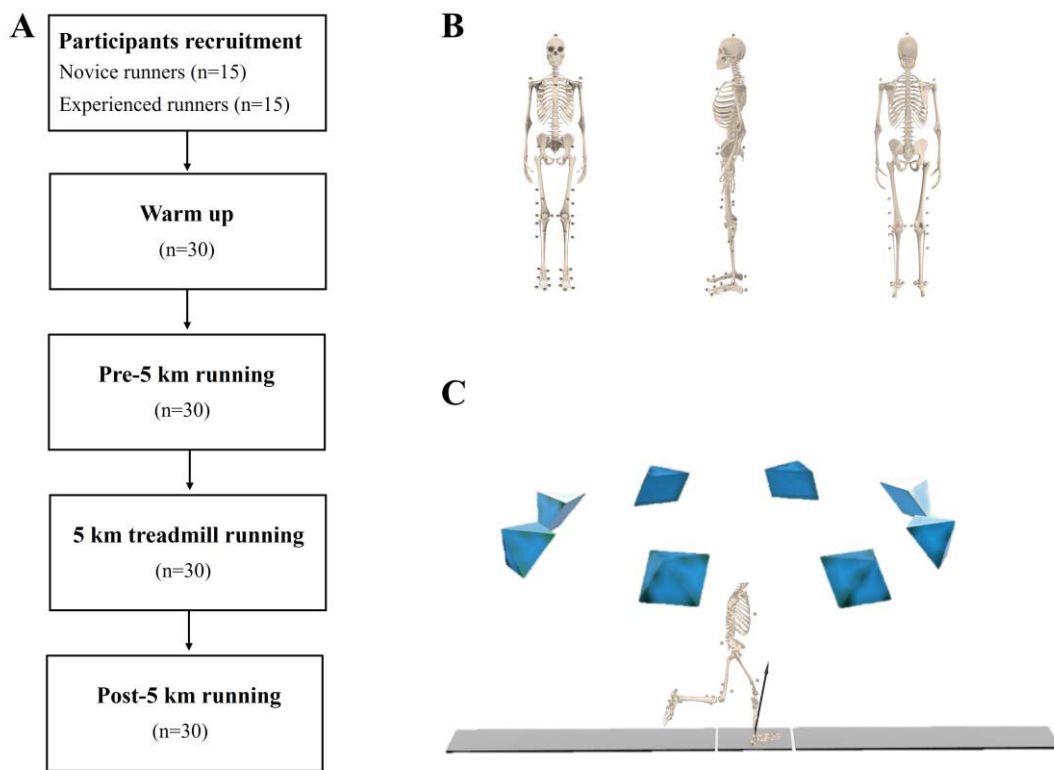 A
Participants recruitment
Novice runners (n=15)
Experienced runners (n=15)
Warm up
(n=30)
Pre-5 km running
(n=30)
5 km treadmill running
(n=30)
Post-5 km running
(n=30)
B
C